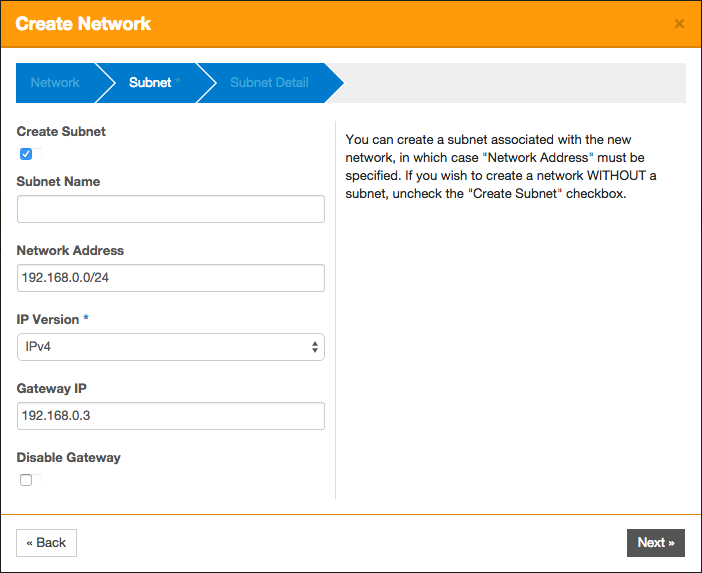 Create Network
×
Network
Subnet *
Subnet Detail
Create Subnet
Subnet Name
Network Address
192.168.0.0/24
IP Version *
IPv4
Gateway IP
192.168.0.3
Disable Gateway
You can create a subnet associated with the new
network, in which case "Network Address" must be
specified. If you wish to create a network WITHOUT a
subnet, uncheck the "Create Subnet" checkbox.
« Back
Next »